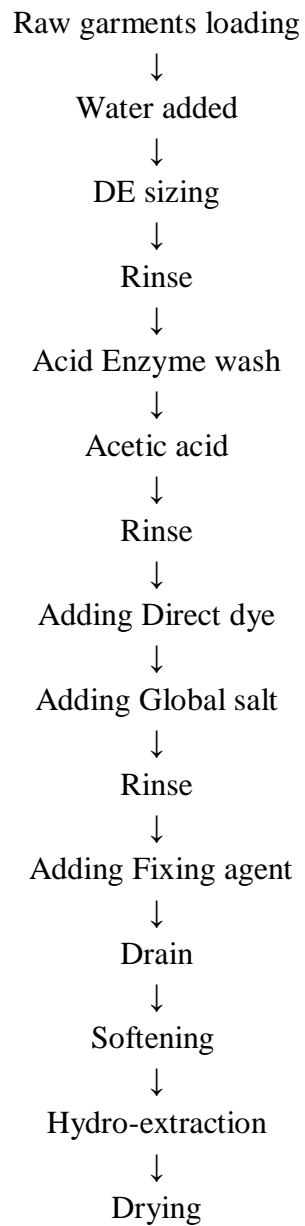 Raw garments loading
↓
Water added
↓
DE sizing
↓
Rinse
↓
Acid Enzyme wash
↓
Acetic acid
↓
Rinse
↓
Adding Direct dye
↓
Adding Global salt
↓
Rinse
↓
Adding Fixing agent
↓
Drain
↓
Softening
↓
Hydro-extraction
↓
Drying